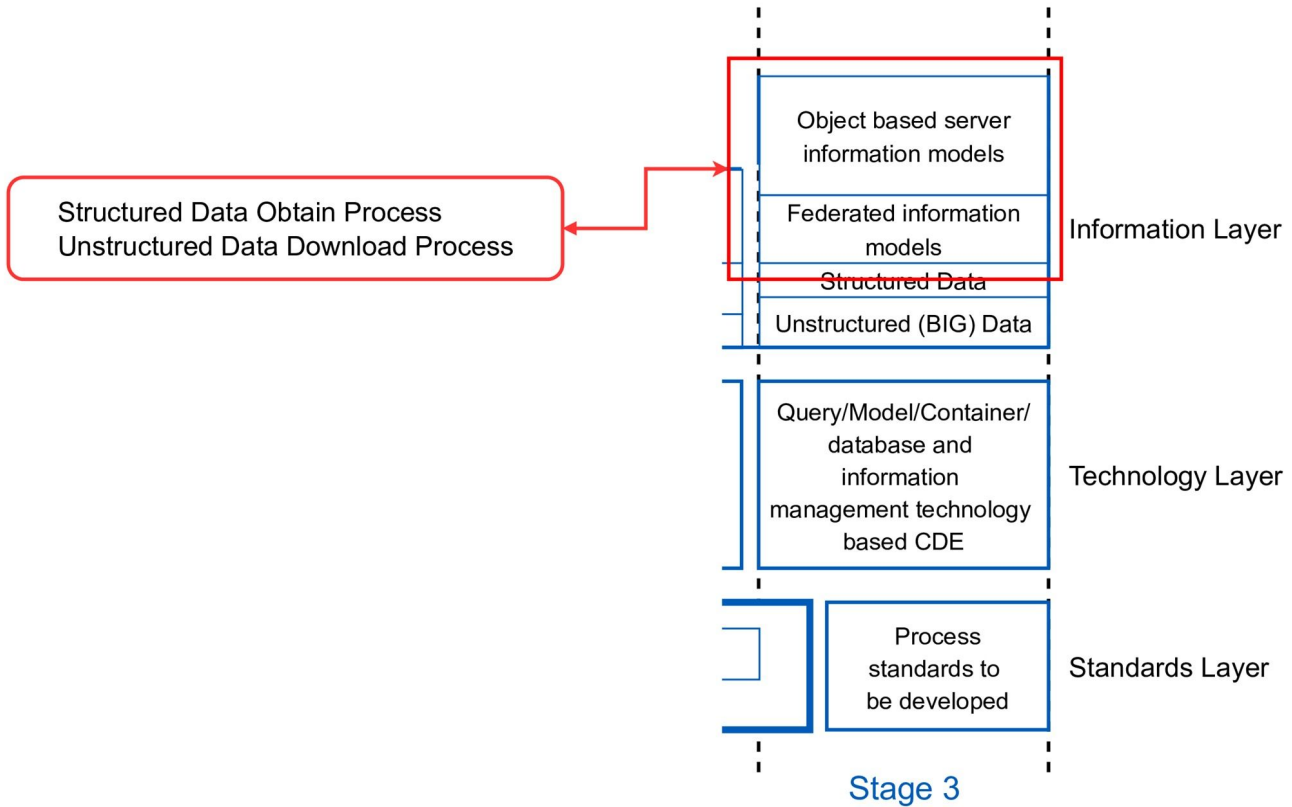 Object based server
information models
Structured Data Obtain Process
Unstructured Data Download Process
Federated information
models
Information Layer
Structured Data
Unstructured (BIG) Data
Query/Model/Container/
database and
information
management technology
based CDE
Technology Layer
Process
standards to
be developed
Standards Layer
Stage 3